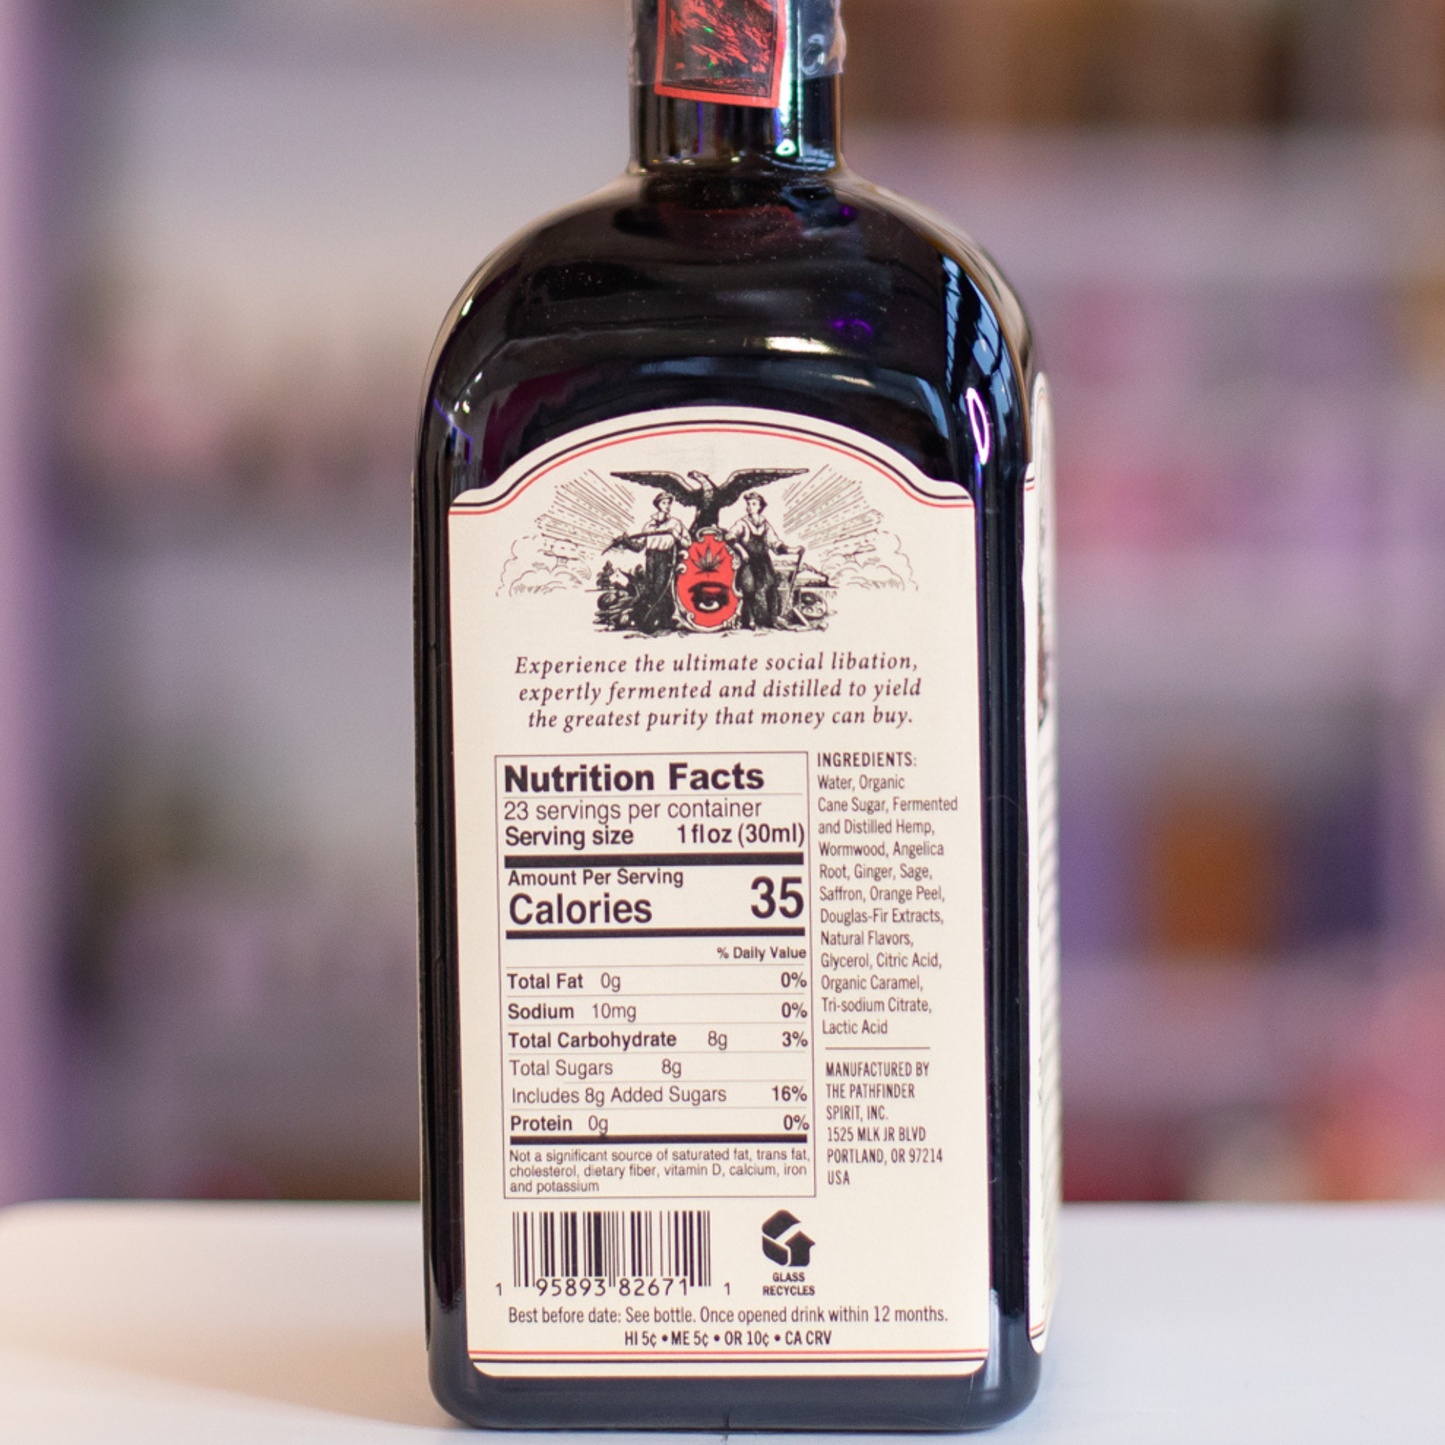 Experience the ultimate social libation,
expertly fermented and distilled to yield
the greatest purity that money can buy.
Nutrition Facts
23 servings per container
Serving size 1 fl oz (30ml)
Amount Per Serving
Calories 35
% Daily Value
Total Fat 0g 0%
Sodium 10mg 0%
Total Carbohydrate 8g 3%
Total Sugars 8g
Includes 8g Added Sugars 16%
Protein 0g 0%
Not a significant source of saturated fat, trans fat,
cholesterol, dietary fiber, vitamin D, calcium, iron
and potassium
INGREDIENTS:
Water, Organic
Cane Sugar, Fermented
and Distilled Hemp,
Wormwood, Angelica
Root, Ginger, Sage,
Saffron, Orange Peel,
Douglas-Fir Extracts,
Natural Flavors,
Glycerol, Citric Acid,
Organic Caramel,
Tri-sodium Citrate,
Lactic Acid
MANUFACTURED BY
THE PATHFINDER
SPIRIT, INC.
1525 MLK JR BLVD
PORTLAND, OR 97214
USA
1 95893 82671 1
GLASS
RECYCLES
Best before date: See bottle. Once opened drink within 12 months.
HI 5¢ • ME 5¢ • OR 10¢ • CA CRV